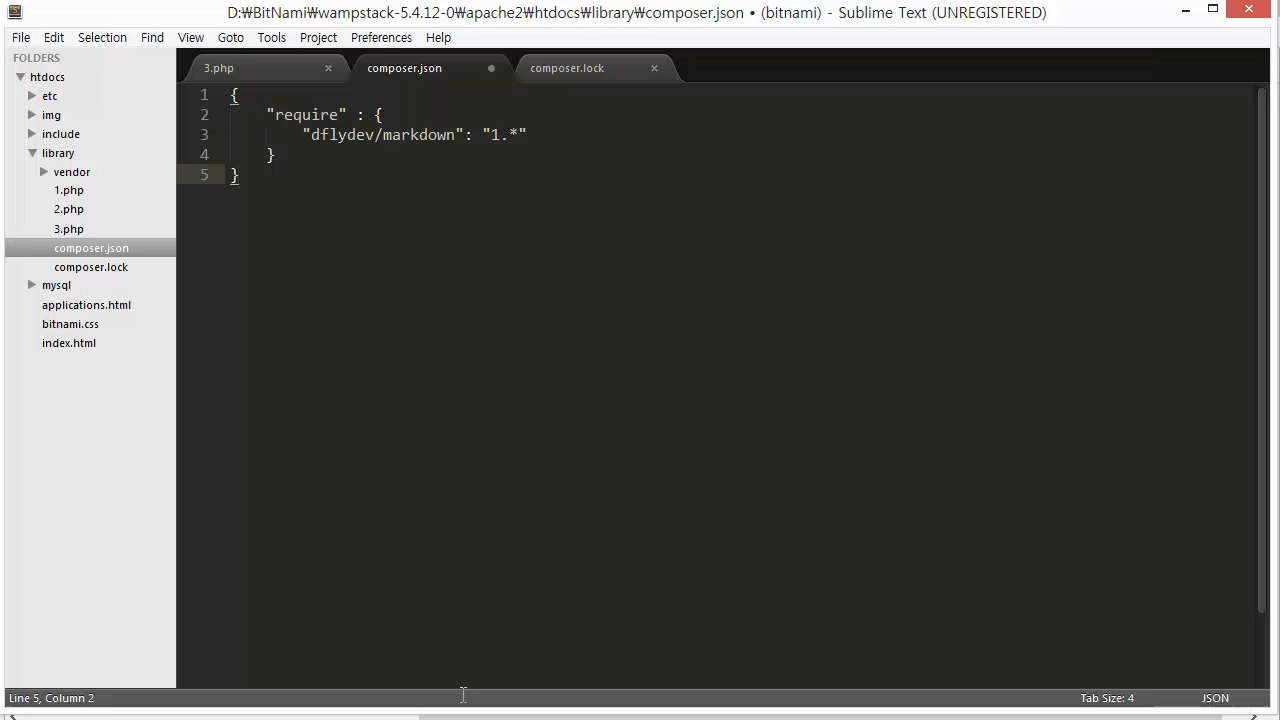 D:₩BitNami₩wampstack-5.4.12-0₩apache2₩htdocs₩library₩composer.json • (bitnami) - Sublime Text (UNREGISTERED)
File Edit Selection Find View Goto Tools Project Preferences Help
FOLDERS
htdocs
etc
img
include
library
vendor
1.php
2.php
3.php
composer.json
composer.lock
mysql
applications.html
bitnami.css
index.html
3.php composer.json composer.lock
1 {
2 "require" : {
3 "dflydev/markdown": "1.*"
4 }
5 }
Line 5, Column 2 Tab Size: 4 JSON